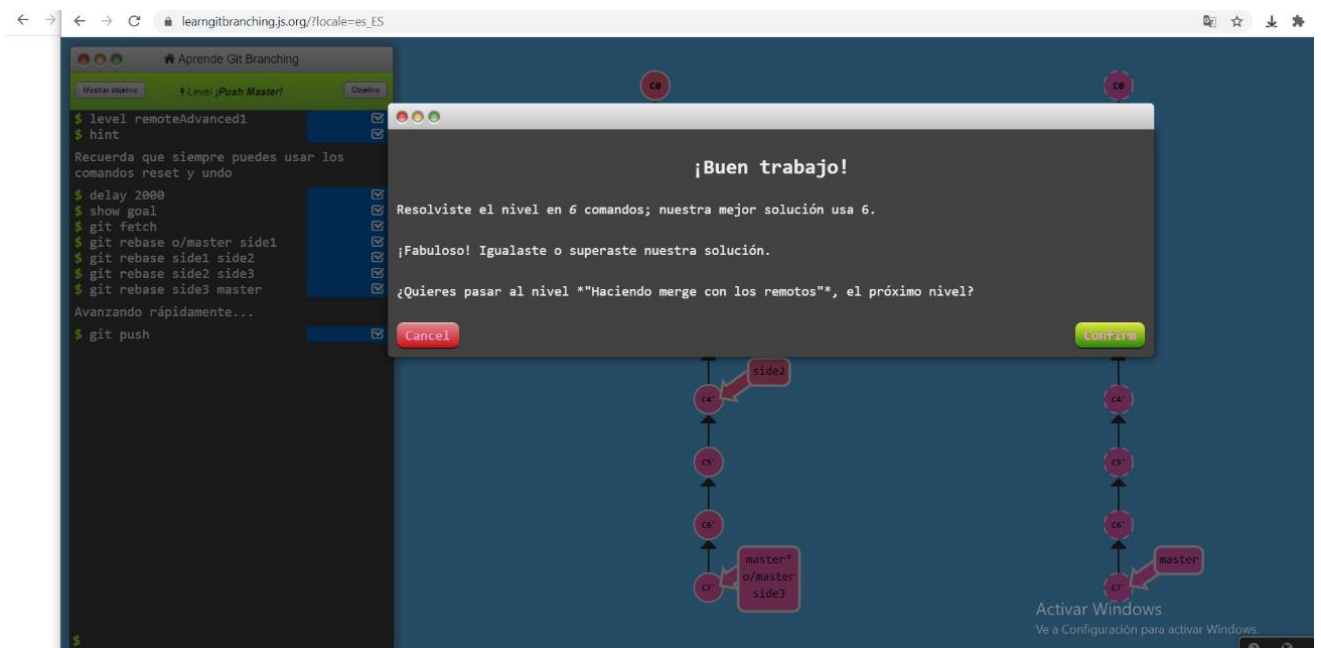 learngitbranching.js.org/?locale=es_ES
Aprende Git Branching
Mostrar objetivo
Level ¡Push Master!
Objetivo
$ level remoteAdvanced1
$ hint
Recuerda que siempre puedes usar los
comandos reset y undo
$ delay 2000
$ show goal
$ git fetch
$ git rebase o/master side1
$ git rebase side1 side2
$ git rebase side2 side3
$ git rebase side3 master
Avanzando rápidamente...
$ git push
$
C0
C0
¡Buen trabajo!
Resolviste el nivel en 6 comandos; nuestra mejor solución usa 6.
¡Fabuloso! Igualaste o superaste nuestra solución.
¿Quieres pasar al nivel *"Haciendo merge con los remotos"*, el próximo nivel?
Cancel
Confirm
side2
C4'
C4'
C5'
C5'
C6'
C6'
master*
o/master
side3
C7'
master
C7'
Activar Windows
Ve a Configuración para activar Windows.